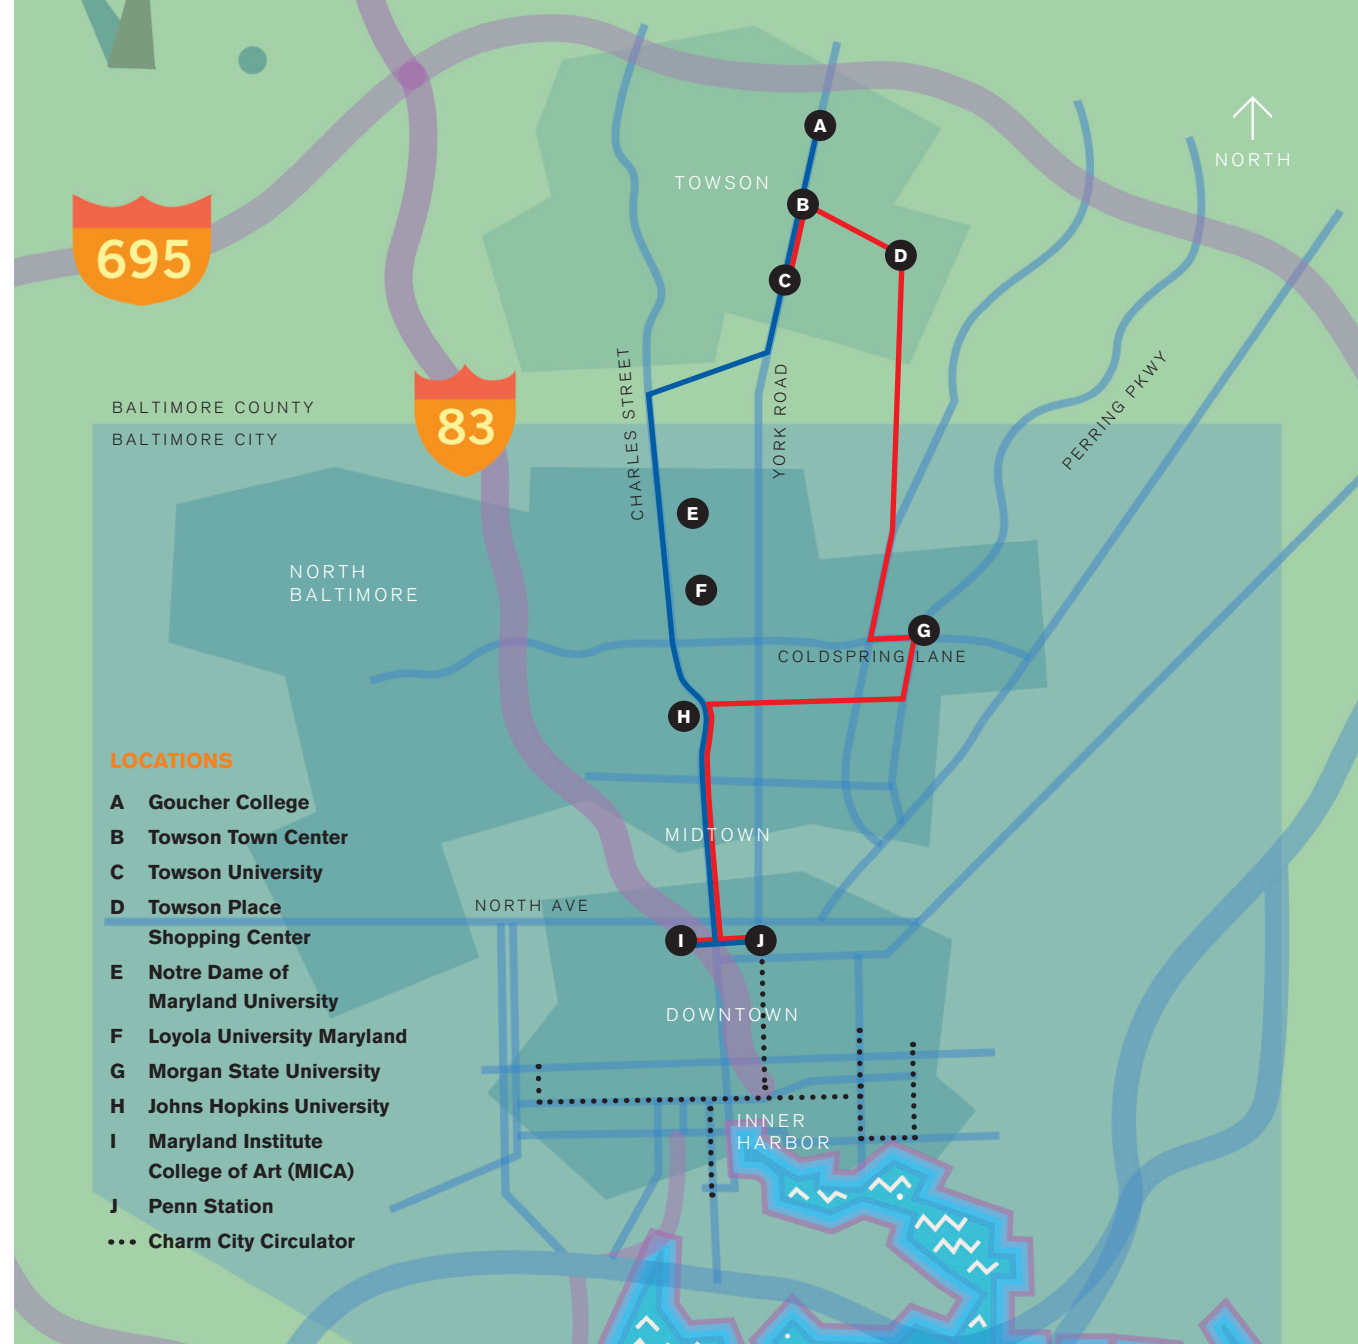 A
NORTH
TOWSON
B
695
D
C
CHARLES STREET
YORK ROAD
PERRING PKWY
BALTIMORE COUNTY
BALTIMORE CITY
83
E
NORTH
BALTIMORE
F
G
COLDSPRING LANE
H
MIDTOWN
NORTH AVE
I
J
DOWNTOWN
INNER
HARBOR
LOCATIONS
A Goucher College
B Towson Town Center
C Towson University
D Towson Place
Shopping Center
E Notre Dame of
Maryland University
F Loyola University Maryland
G Morgan State University
H Johns Hopkins University
I Maryland Institute
College of Art (MICA)
J Penn Station
••• Charm City Circulator